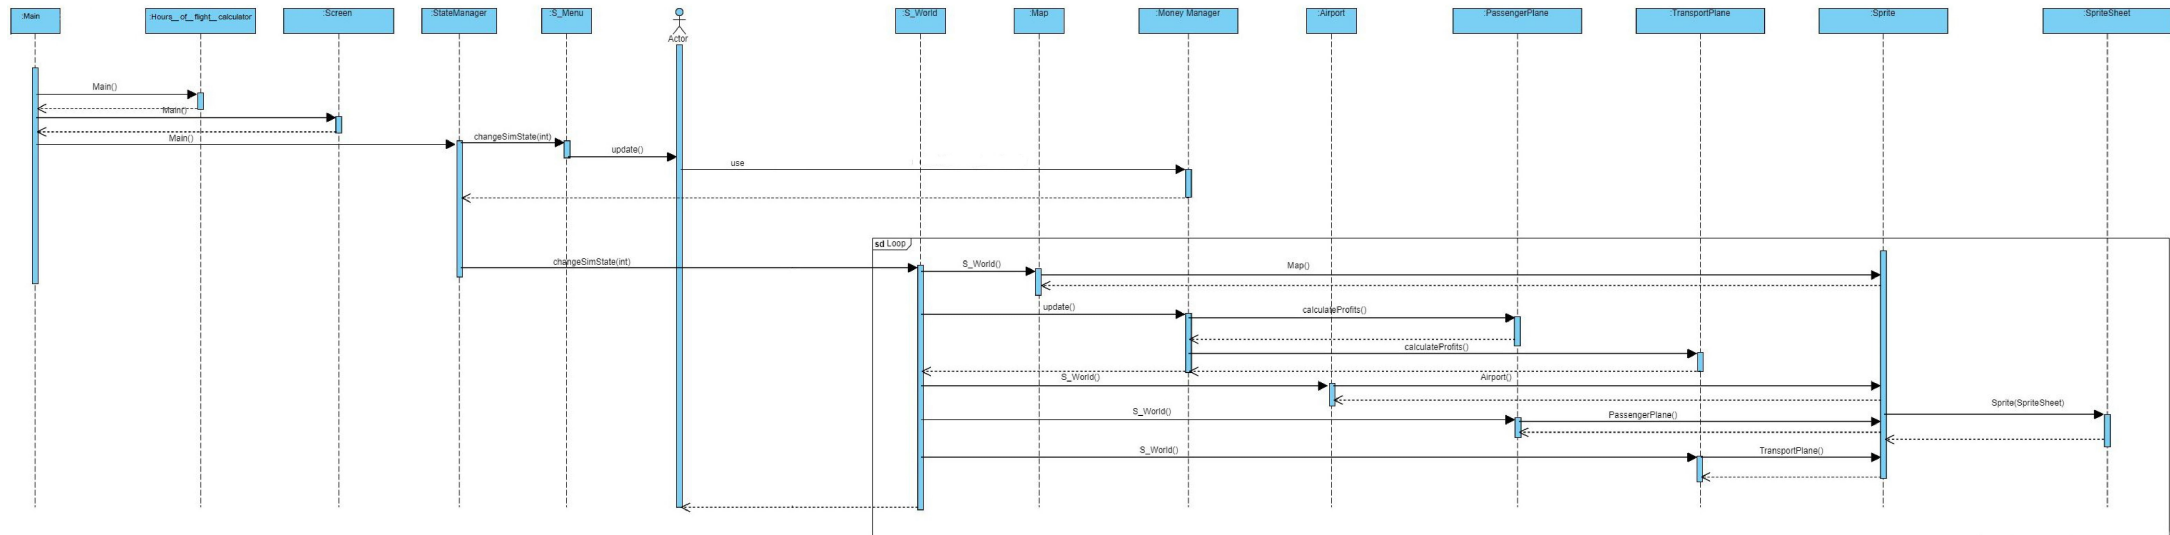 :Main
:Hours_of_flight_calculator
:Screen
:StateManager
:S_Menu
Actor
:S_World
:Map
:Money Manager
:Airport
:PassengerPlane
:TransportPlane
:Sprite
:SpriteSheet
Main()
Main()
Main()
changeSimState(int)
update()
use
sd Loop
changeSimState(int)
S_World()
Map()
update()
calculateProfits()
calculateProfits()
S_World()
Airport()
S_World()
PassengerPlane()
Sprite(SpriteSheet)
S_World()
TransportPlane()